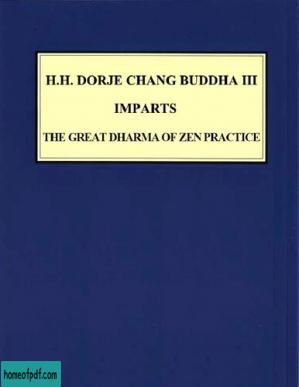 H.H. DORJE CHANG BUDDHA III
IMPARTS
THE GREAT DHARMA OF ZEN PRACTICE
homeofpdf.com